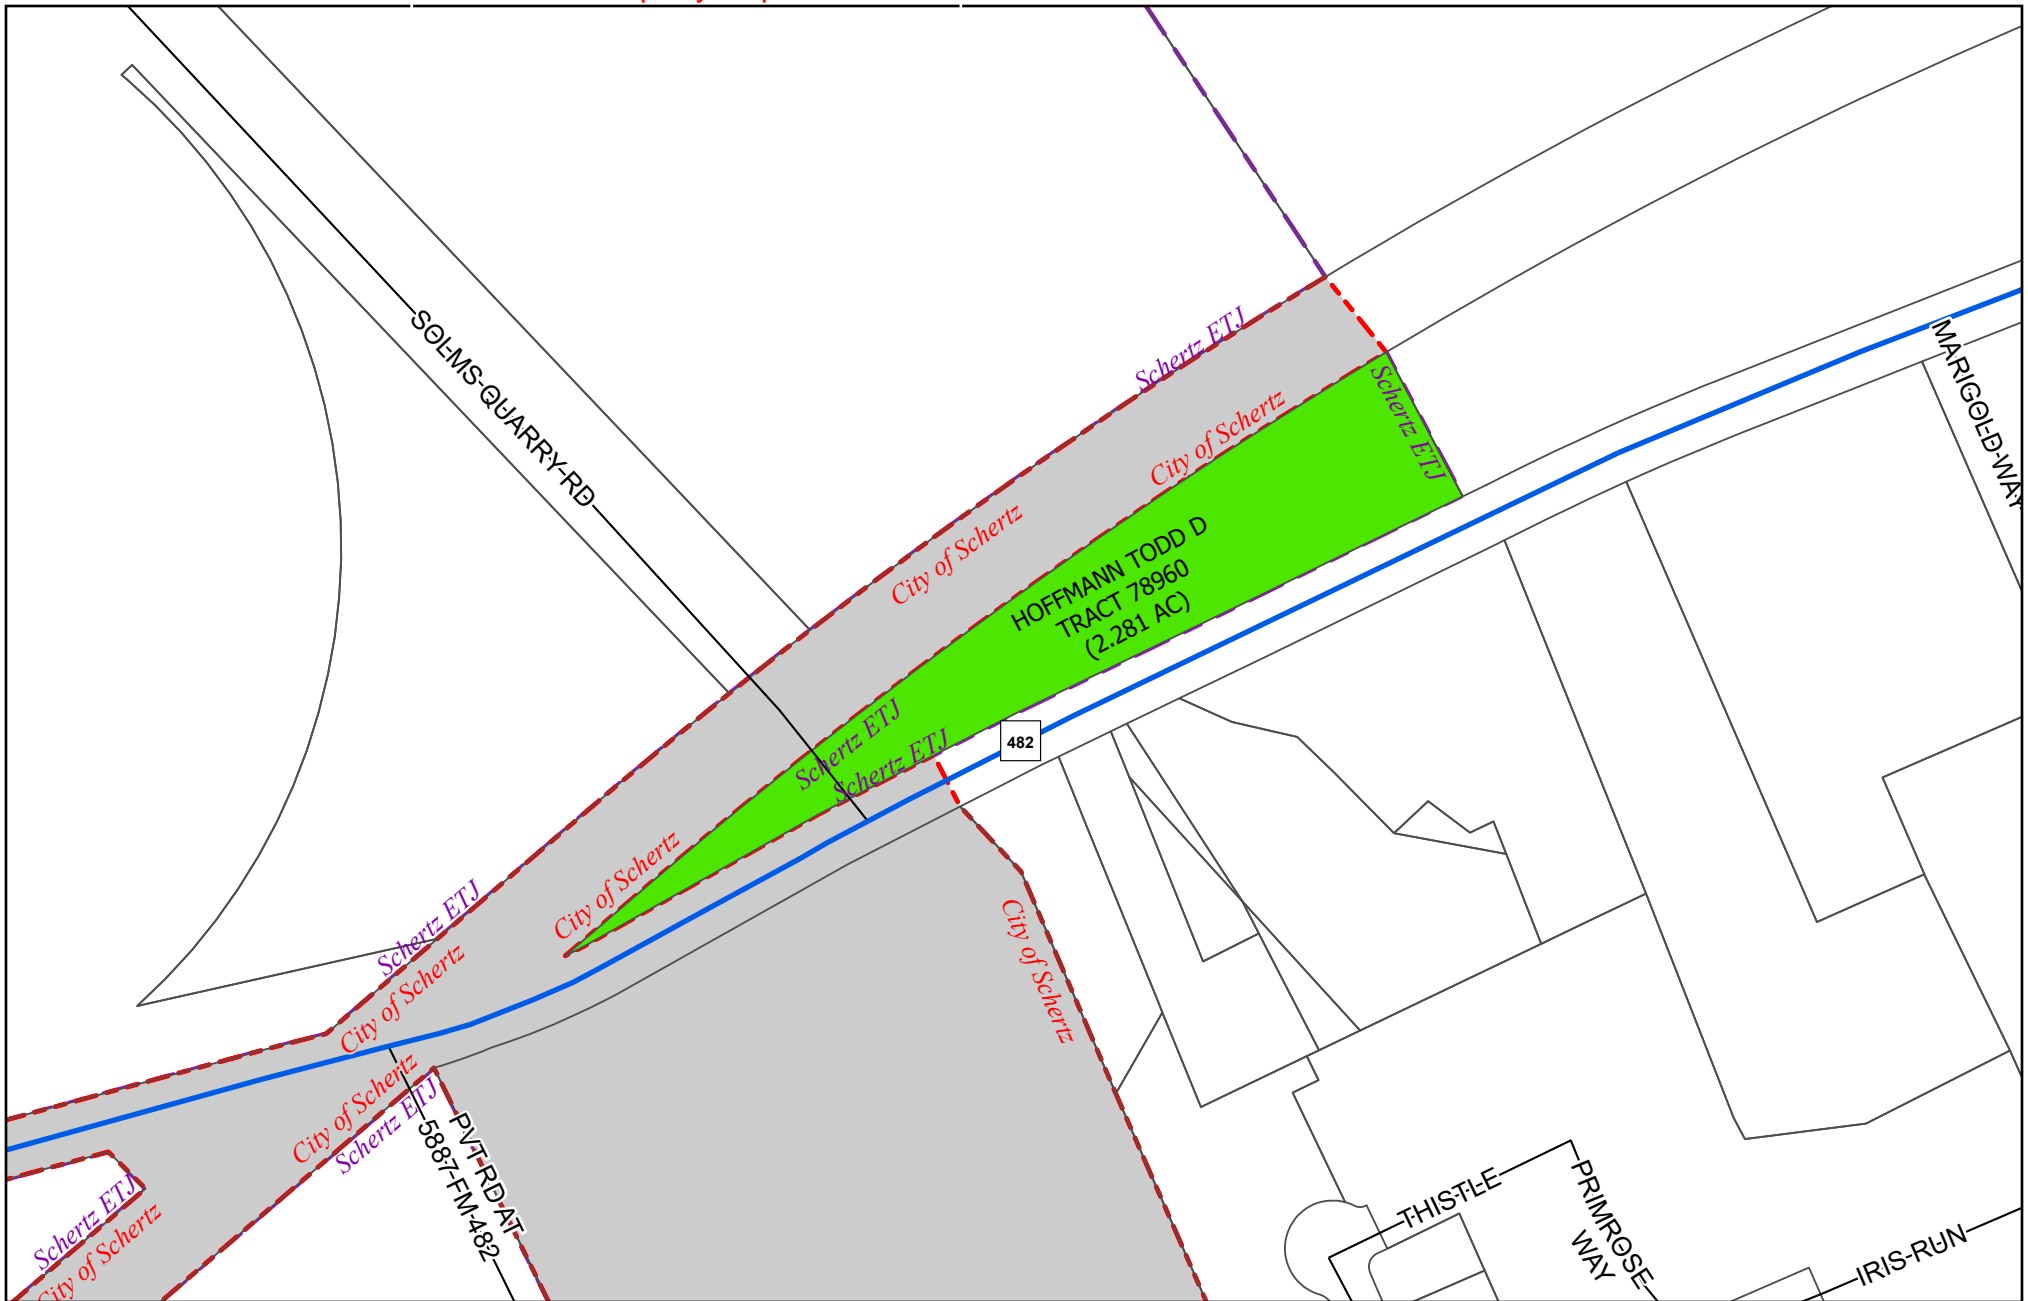 Schertz ETJ
SOLMS-QUARRY-RD
MARIGOLD-WAY
Schertz ETJ
City of Schertz
City of Schertz
HOFFMANN TODD D
TRACT 78960
(2.281 AC)
Schertz ETJ
482
Schertz ETJ
City of Schertz
Schertz ETJ
City of Schertz
City of Schertz
City of Schertz
Schertz ETJ
PVT-RD-AT
5887-FM-482
Schertz ETJ
City of Schertz
THISTLE
PRIMROSE
WAY
IRIS-RUN